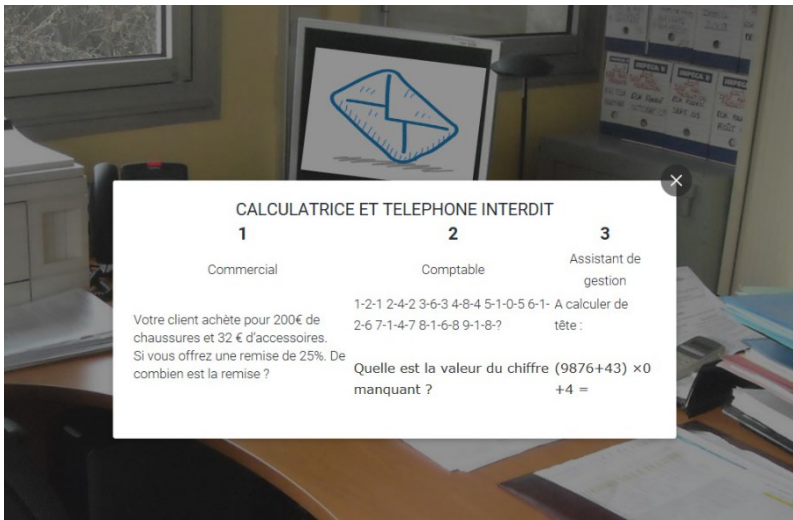 CALCULATRICE ET TELEPHONE INTERDIT
1
Commercial
Votre client achète pour 200€ de
chaussures et 32 € d'accessoires.
Si vous offrez une remise de 25%. De
combien est la remise ?
2
Comptable
1-2-1 2-4-2 3-6-3 4-8-4 5-1-0-5 6-1-
2-6 7-1-4-7 8-1-6-8 9-1-8-?
Quelle est la valeur du chiffre
manquant ?
3
Assistant de
gestion
A calculer de
tête :
(9876+43) ×0
+4 =